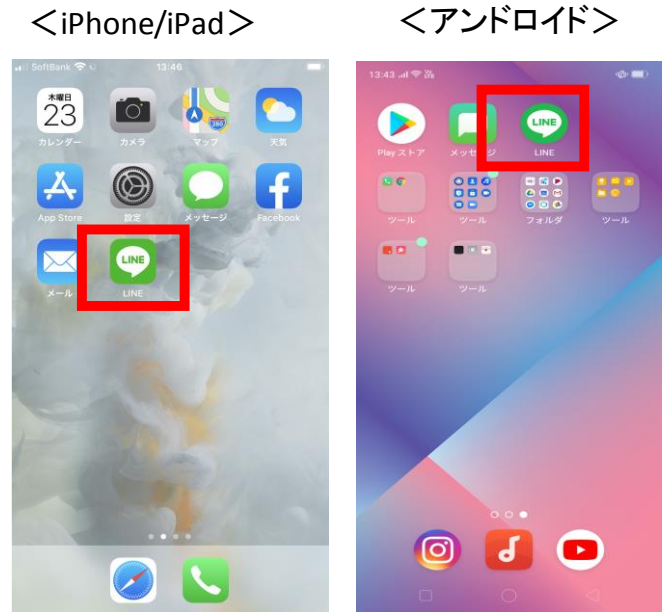 ＜iPhone/iPad＞
＜アンドロイド＞
SoftBank
13:46
木曜日
23
カレンダー
カメラ
360
マップ
天気
App Store
設定
メッセージ
Facebook
メール
LINE
LINE
13:43
Play ストア
メッセージ
LINE
LINE
ツール
ツール
フォルダ
ツール
ツール
ツール